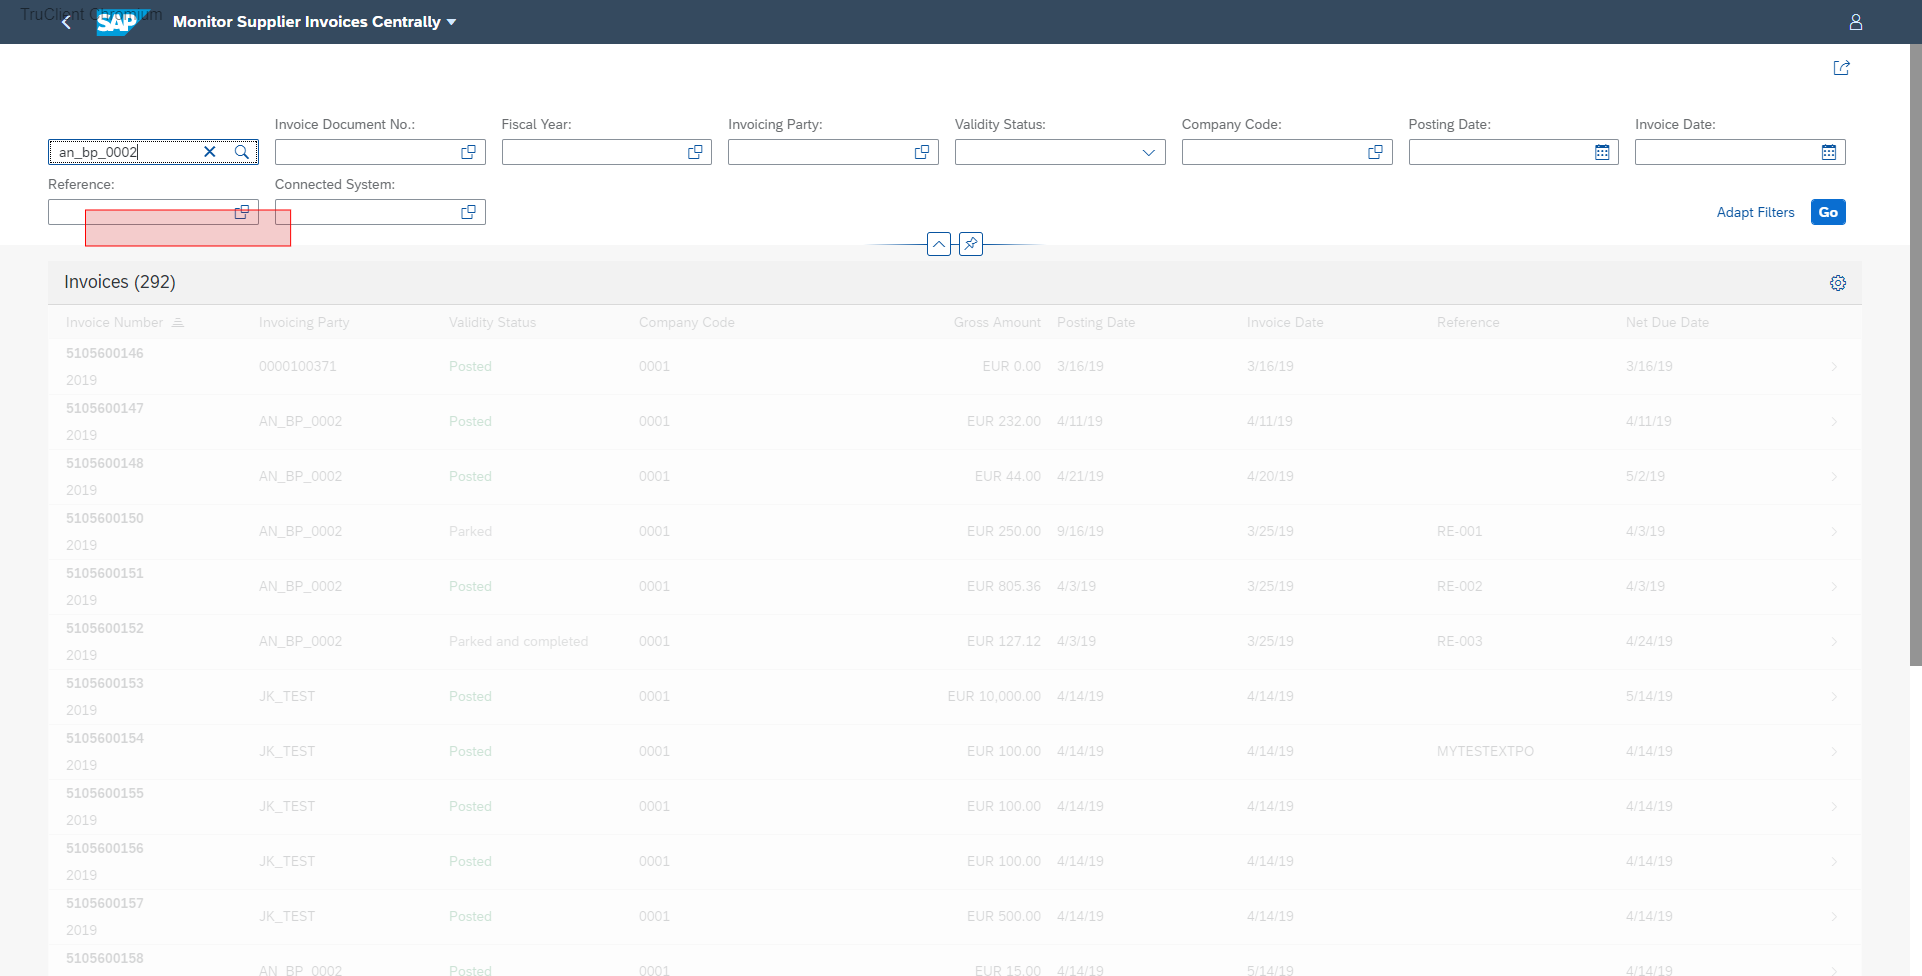 TruClient Chromium
SAP Monitor Supplier Invoices Centrally
Invoice Document No.: Fiscal Year: Invoicing Party: Validity Status: Company Code: Posting Date: Invoice Date:
an_bp_0002
Reference: Connected System:
Adapt Filters Go
Invoices (292)
Invoice Number Invoicing Party Validity Status Company Code Gross Amount Posting Date Invoice Date Reference Net Due Date
5105600146
0000100371 Posted 0001 EUR 0.00 3/16/19 3/16/19 3/16/19
2019
5105600147
AN_BP_0002 Posted 0001 EUR 232.00 4/11/19 4/11/19 4/11/19
2019
5105600148
AN_BP_0002 Posted 0001 EUR 44.00 4/21/19 4/20/19 5/2/19
2019
5105600150
AN_BP_0002 Parked 0001 EUR 250.00 9/16/19 3/25/19 RE-001 4/3/19
2019
5105600151
AN_BP_0002 Posted 0001 EUR 805.36 4/3/19 3/25/19 RE-002 4/3/19
2019
5105600152
AN_BP_0002 Parked and completed 0001 EUR 127.12 4/3/19 3/25/19 RE-003 4/24/19
2019
5105600153
JK_TEST Posted 0001 EUR 10,000.00 4/14/19 4/14/19 5/14/19
2019
5105600154
JK_TEST Posted 0001 EUR 100.00 4/14/19 4/14/19 MYTESTEXTPO 4/14/19
2019
5105600155
JK_TEST Posted 0001 EUR 100.00 4/14/19 4/14/19 4/14/19
2019
5105600156
JK_TEST Posted 0001 EUR 100.00 4/14/19 4/14/19 4/14/19
2019
5105600157
JK_TEST Posted 0001 EUR 500.00 4/14/19 4/14/19 4/14/19
2019
5105600158
AN_BP_0002 Posted 0001 EUR 15.00 4/14/19 5/14/19 4/14/19